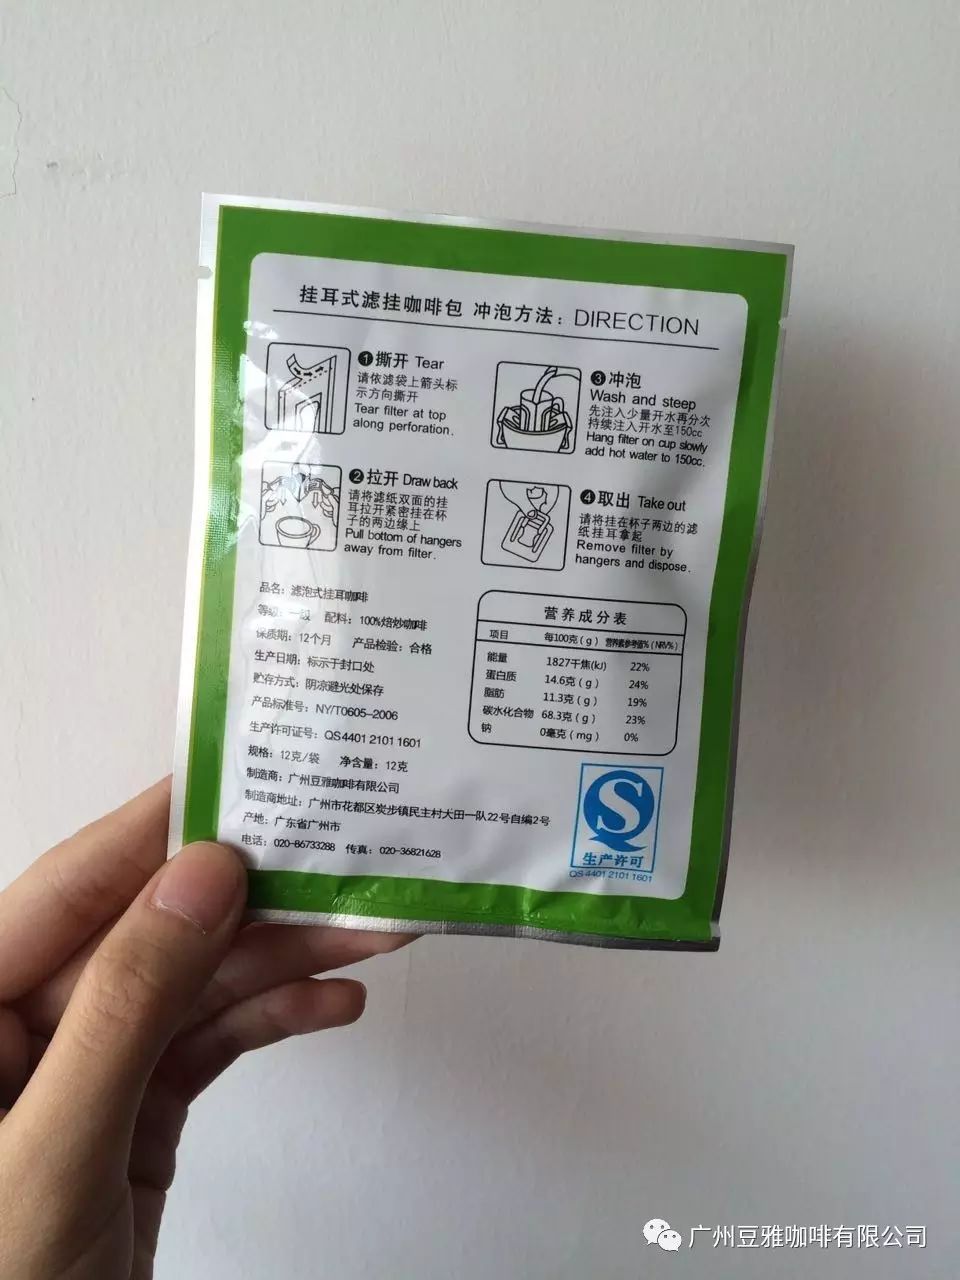 挂耳式滤挂咖啡包 冲泡方法：DIRECTION
❶撕开 Tear
请依滤袋上箭头标
示方向撕开
Tear filter at top
along perforation.
❷拉开 Draw back
请将滤纸双面的挂
耳拉开紧密挂在杯
子的两边缘上
Pull bottom of hangers
away from filter.
❸冲泡
Wash and steep
先注入少量开水再分次
持续注入开水至150cc
Hang filter on cup slowly
add hot water to 150cc.
❹取出 Take out
请将挂在杯子两边的滤
纸挂耳拿起
Remove filter by
hangers and dispose.
品名：滤泡式挂耳咖啡
等级：一级 配料：100%焙炒咖啡
保质期：12个月 产品检验：合格
生产日期：标示于封口处
贮存方式：阴凉避光处保存
产品标准号：NY/T0605-2006
生产许可证号：QS4401 2101 1601
规格：12克/袋 净含量：12克
制造商：广州豆雅咖啡有限公司
制造商地址：广州市花都区炭步镇民主村大田一队22号自编2号
产地：广东省广州市
电话：020-86733288 传真：020-36821628
营养成分表
项目 每100克(g) 营养素参考值%(NRV%)
能量 1827千焦(kJ) 22%
蛋白质 14.6克(g) 24%
脂肪 11.3克(g) 19%
碳水化合物 68.3克(g) 23%
钠 0毫克(mg) 0%
生产许可
QS4401 2101 1601
广州豆雅咖啡有限公司